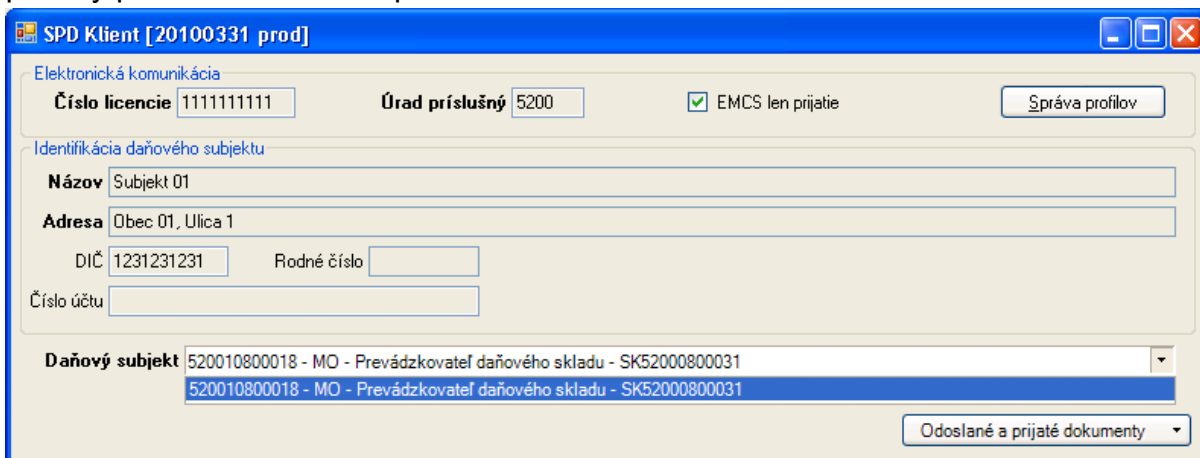 SPD Klient [20100331 prod]
Elektronická komunikácia
Číslo licencie 1111111111 Úrad príslušný 5200 EMCS len prijatie Správa profilov
Identifikácia daňového subjektu
Názov Subjekt 01
Adresa Obec 01, Ulica 1
DIČ 1231231231 Rodné číslo
Číslo účtu
Daňový subjekt 520010800018 - MO - Prevádzkovateľ daňového skladu - SK52000800031
520010800018 - MO - Prevádzkovateľ daňového skladu - SK52000800031
Odoslané a prijaté dokumenty